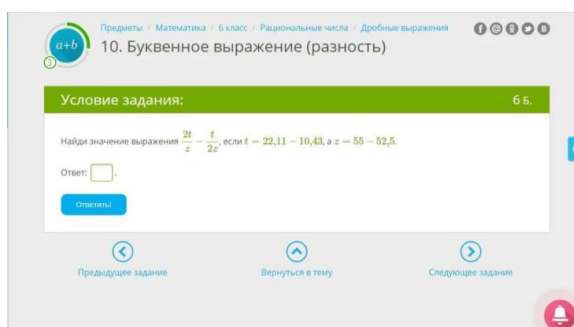 Предметы / Математика / 6 класс / Рациональные числа / Дробные выражения
a+b
3
10. Буквенное выражение (разность)
Условие задания:
6 Б.
Найди значение выражения 2t/z − t/2z, если t = 22,11 − 10,43, а z = 55 − 52,5.
Ответ: .
Ответить!
Предыдущее задание
Вернуться в тему
Следующее задание